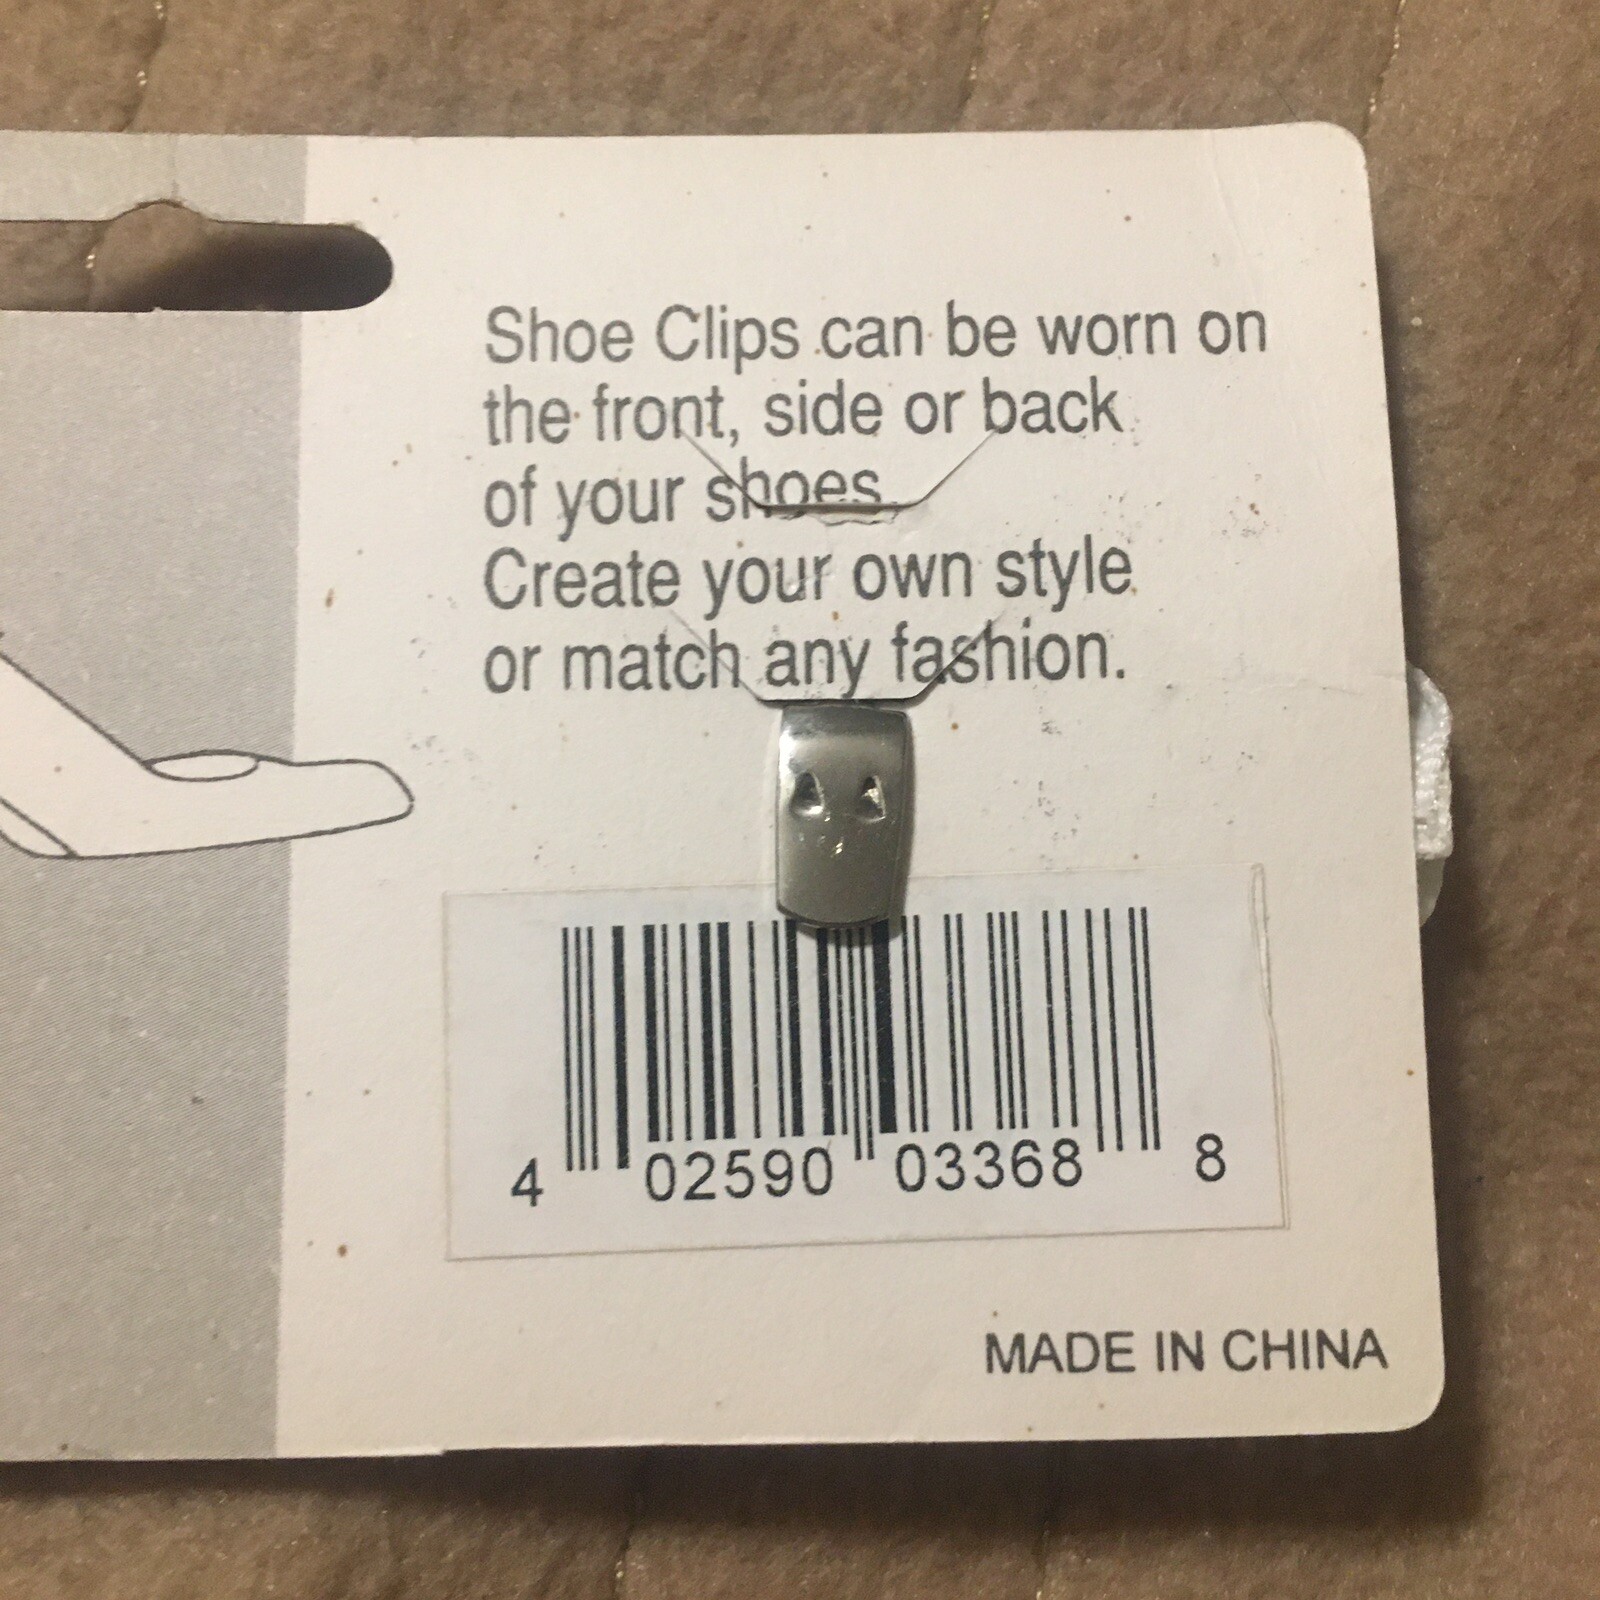 Shoe Clips can be worn on
the front, side or back
of your shoes.
Create your own style
or match any fashion.
4 02590 03368 8
MADE IN CHINA